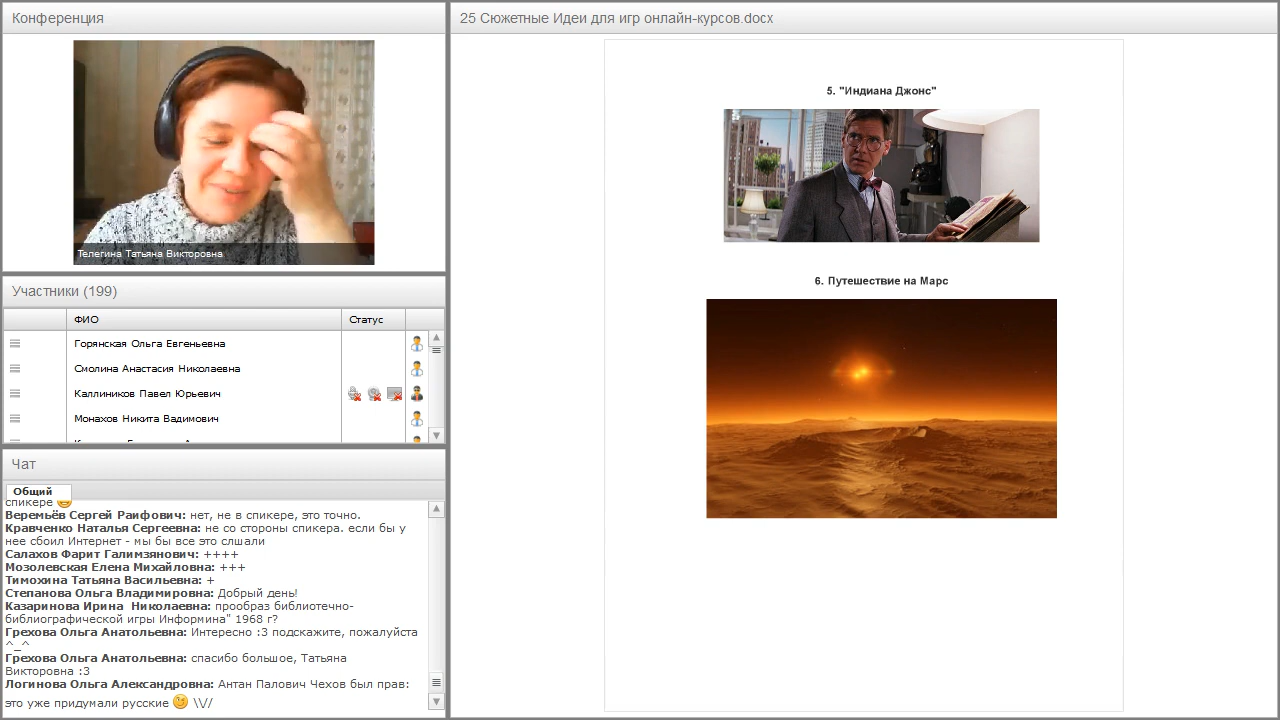 Конференция
Телегина Татьяна Викторовна
Участники (199)
ФИО
Статус
Горянская Ольга Евгеньевна
Смолина Анастасия Николаевна
Каллиников Павел Юрьевич
Монахов Никита Вадимович
Чат
Общий
спикере
Веремьёв Сергей Раифович: нет, не в спикере, это точно.
Кравченко Наталья Сергеевна: не со стороны спикера. если бы у
нее сбоил Интернет - мы бы все это слшали
Салахов Фарит Галимзянович: ++++
Мозолевская Елена Михайловна: +++
Тимохина Татьяна Васильевна: +
Степанова Ольга Владимировна: Добрый день!
Казаринова Ирина  Николаевна: прообраз библиотечно-
библиографической игры Информина" 1968 г?
Грехова Ольга Анатольевна: Интересно :3 подскажите, пожалуйста
^_^
Грехова Ольга Анатольевна: спасибо большое, Татьяна
Викторовна :3
Логинова Ольга Александровна: Антан Палович Чехов был прав:
это уже придумали русские \\//
25 Сюжетные Идеи для игр онлайн-курсов.docx
5. "Индиана Джонс"
6. Путешествие на Марс